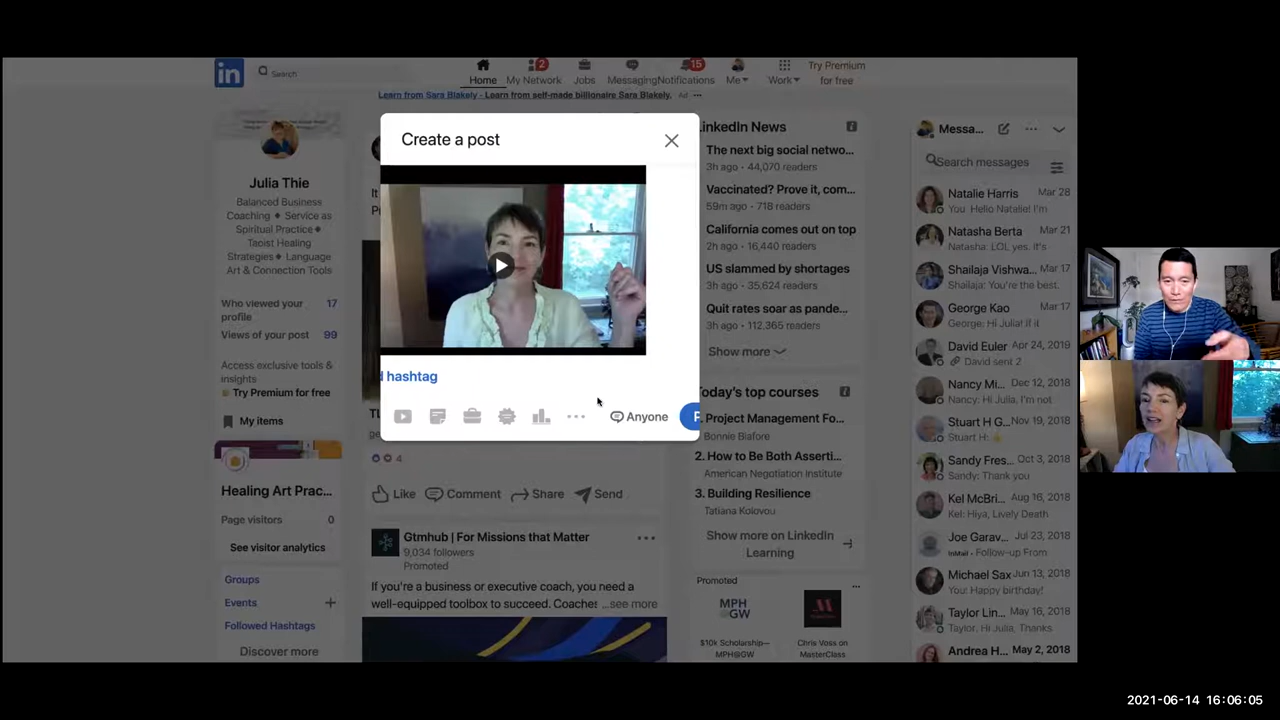 in
Search
2
15
Home
My Network
Jobs
Messaging
Notifications
Me
Work
Try Premium
for free
Learn from Sara Blakely - Learn from self-made billionaire Sara Blakely.
Ad
Julia Thie
Balanced Business
Coaching ♦ Service as
Spiritual Practice ♦
Taoist Healing
Strategies ♦ Language
Art & Connection Tools
Who viewed your 17
profile
Views of your post 99
Access exclusive tools &
insights
Try Premium for free
My items
Healing Art Prac...
Page visitors 0
See visitor analytics
Groups
Events +
Followed Hashtags
Discover more
Create a post
hashtag
Anyone
P
It
4
Like
Comment
Share
Send
Gtmhub | For Missions that Matter
9,034 followers
Promoted
If you're a business or executive coach, you need a
well-equipped toolbox to succeed. Coaches ...see more
LinkedIn News
The next big social netwo...
3h ago • 44,070 readers
Vaccinated? Prove it, com...
59m ago • 718 readers
California comes out on top
2h ago • 16,440 readers
US slammed by shortages
3h ago • 35,624 readers
Quit rates soar as pande...
3h ago • 112,365 readers
Show more
Today's top courses
1. Project Management Fo...
Bonnie Biafore
2. How to Be Both Asserti...
American Negotiation Institute
3. Building Resilience
Tatiana Kolovou
Show more on LinkedIn
Learning
Promoted
MPH
@GW
$10k Scholarship—
MPH@GW
Chris Voss on
MasterClass
Messa...
Search messages
Natalie Harris Mar 28
You: Hello Natalie! I'm
Natasha Berta Mar 21
Natasha: LOL yes. it's
Shailaja Vishwa... Mar 17
Shailaja: You're the best.
George Kao Mar 17
George: Hi Julia! If it
David Euler Apr 24, 2019
David sent 2
Nancy Mi... Dec 12, 2018
Nancy: Hi Julia, I'm not
Stuart H G... Nov 19, 2018
Stuart H:
Sandy Fres... Oct 3, 2018
Sandy: Thank you
Kel McBri... Aug 16, 2018
Kel: Hiya, Lively Death
Joe Garav... Jul 23, 2018
InMail • Follow-up From
Michael Sax Jun 13, 2018
You: Happy birthday!
Taylor Lin... May 16, 2018
Taylor: Hi Julia, Thanks
Andrea H... May 2, 2018
2021-06-14 16:06:05